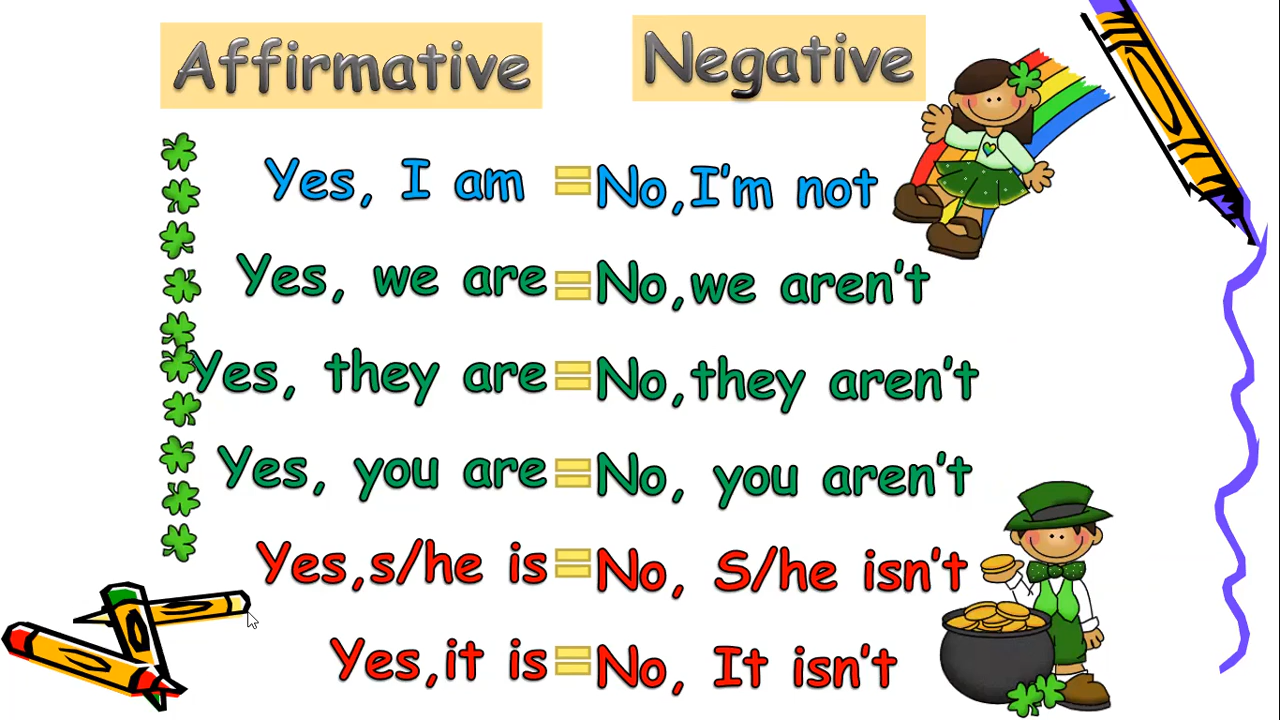 Affirmative Negative
Yes, I am = No,I'm not
Yes, we are = No,we aren't
Yes, they are = No,they aren't
Yes, you are = No, you aren't
Yes,s/he is = No, S/he isn't
Yes,it is = No, It isn't